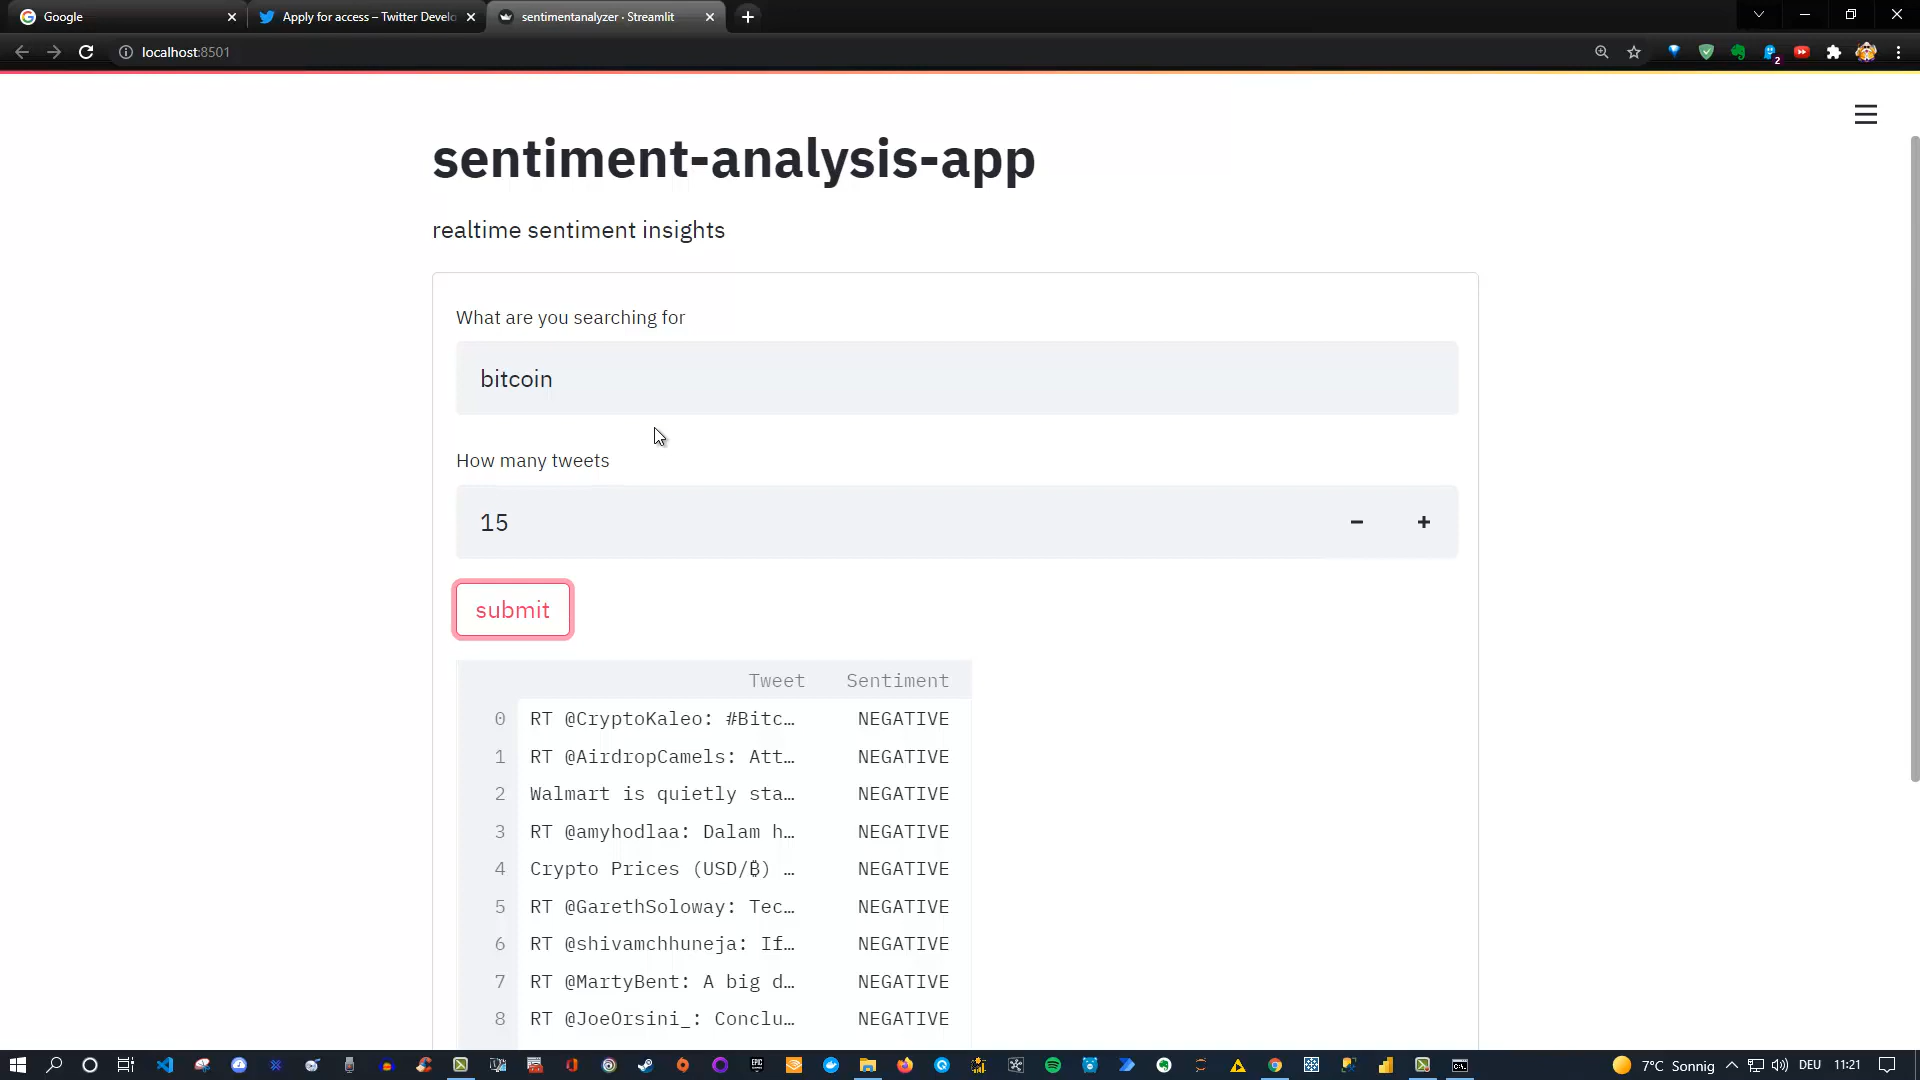 Google
Apply for access – Twitter Develo
sentimentanalyzer · Streamlit
localhost:8501
2
sentiment-analysis-app
realtime sentiment insights
What are you searching for
bitcoin
How many tweets
15
submit
Tweet Sentiment
0 RT @CryptoKaleo: #Bitc… NEGATIVE
1 RT @AirdropCamels: Att… NEGATIVE
2 Walmart is quietly sta… NEGATIVE
3 RT @amyhodlaa: Dalam h… NEGATIVE
4 Crypto Prices (USD/₿) … NEGATIVE
5 RT @GarethSoloway: Tec… NEGATIVE
6 RT @shivamchhuneja: If… NEGATIVE
7 RT @MartyBent: A big d… NEGATIVE
8 RT @JoeOrsini_: Conclu… NEGATIVE
7°C Sonnig DEU 11:21